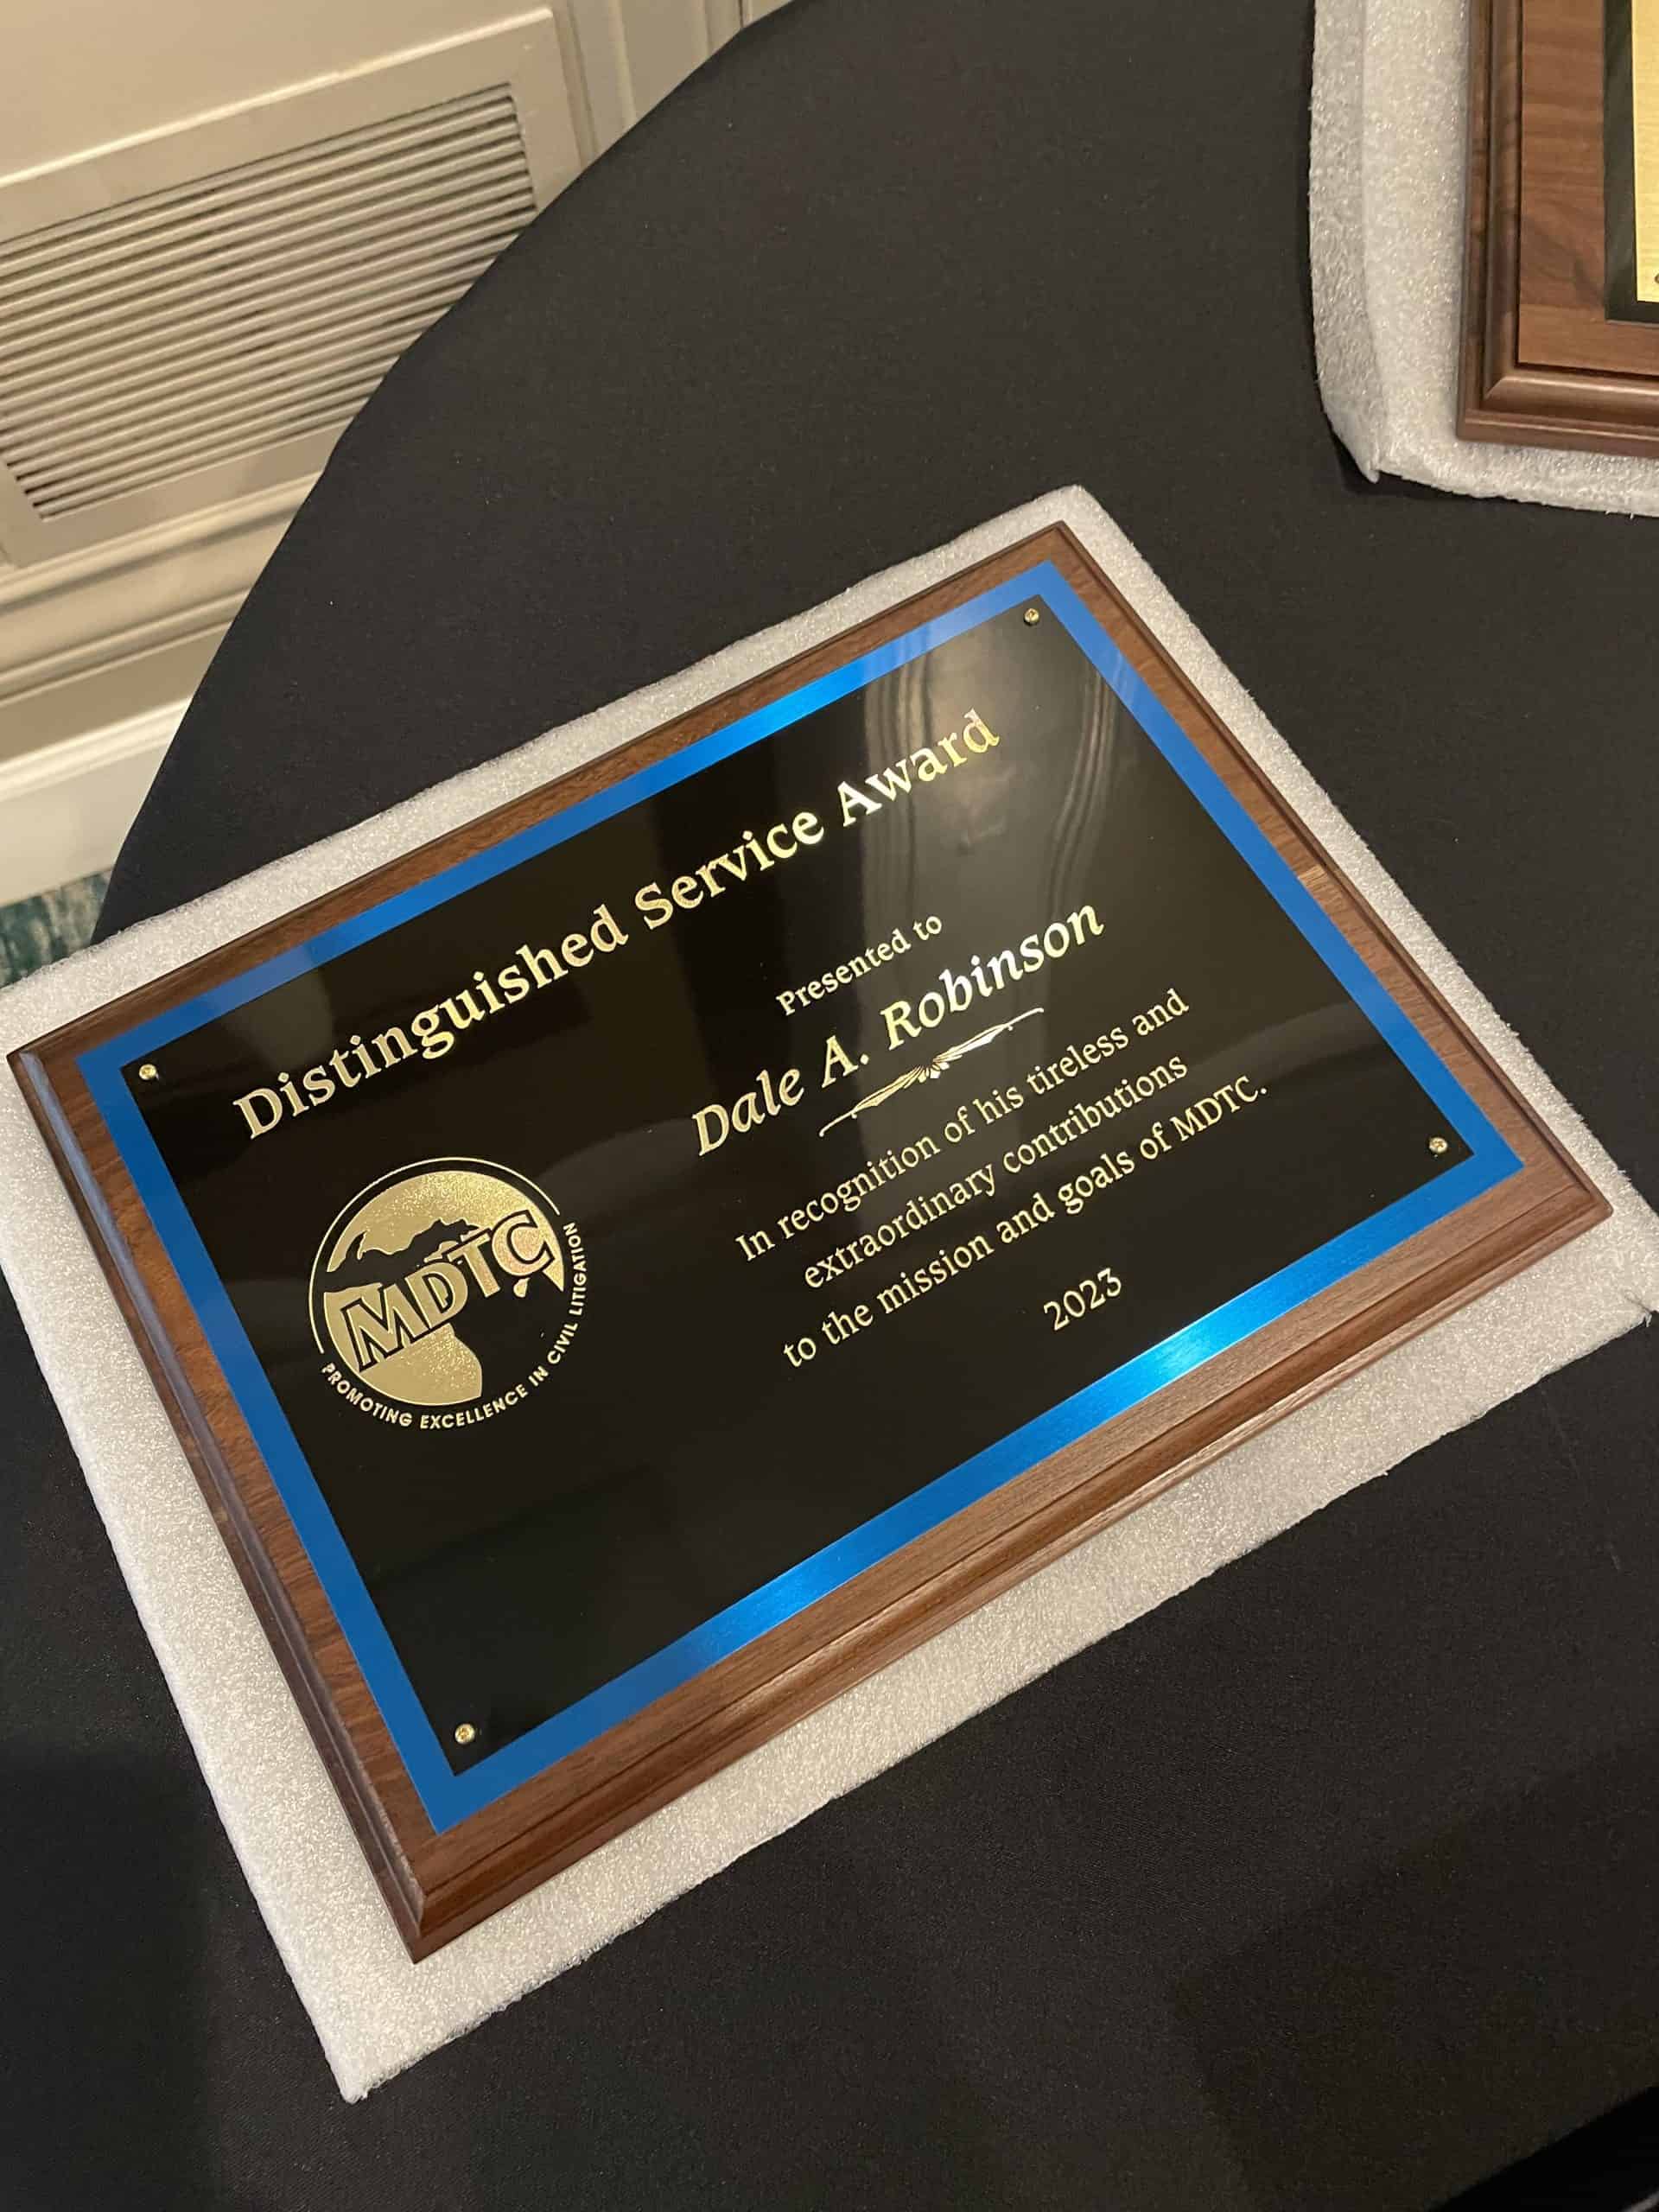 Distinguished Service Award
Presented to
Dale A. Robinson
In recognition of his tireless and
extraordinary contributions
to the mission and goals of MDTC.
2023
MDTC
PROMOTING EXCELLENCE IN CIVIL LITIGATION